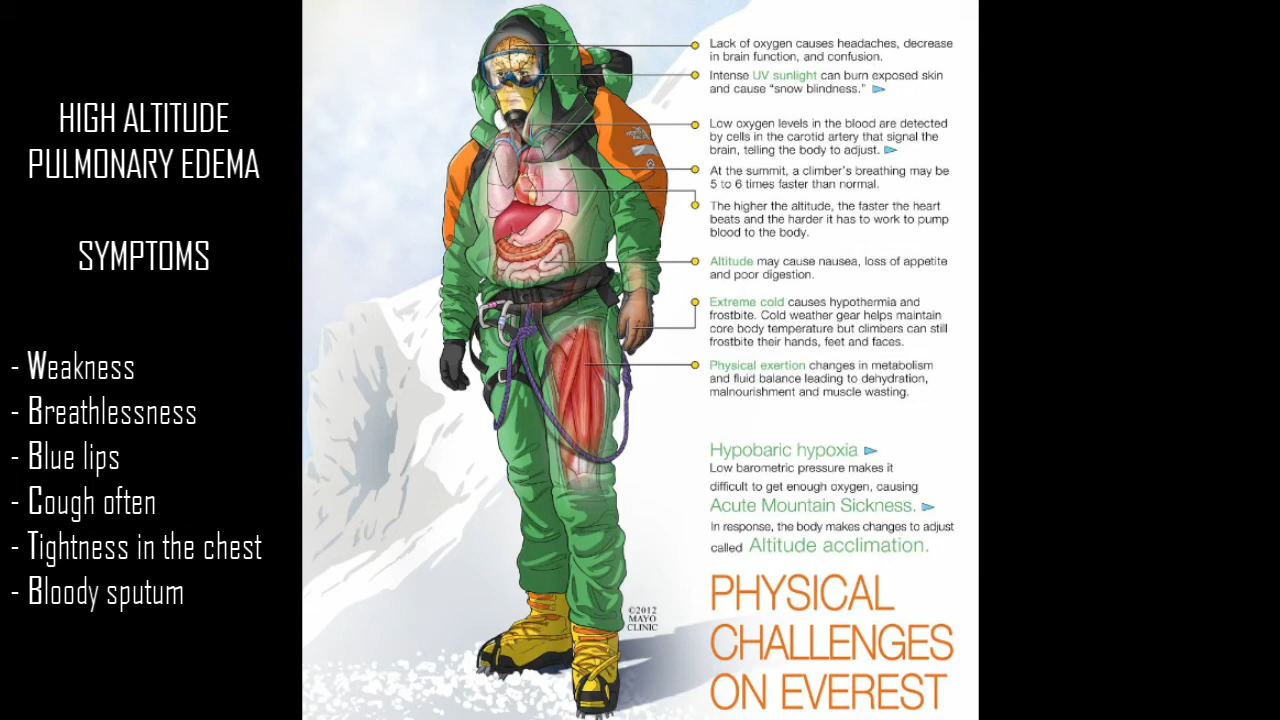 HIGH ALTITUDE
PULMONARY EDEMA
SYMPTOMS
- Weakness
- Breathlessness
- Blue lips
- Cough often
- Tightness in the chest
- Bloody sputum
Lack of oxygen causes headaches, decrease
in brain function, and confusion.
Intense UV sunlight can burn exposed skin
and cause “snow blindness.”
Low oxygen levels in the blood are detected
by cells in the carotid artery that signal the
brain, telling the body to adjust.
At the summit, a climber's breathing may be
5 to 6 times faster than normal.
The higher the altitude, the faster the heart
beats and the harder it has to work to pump
blood to the body.
Altitude may cause nausea, loss of appetite
and poor digestion.
Extreme cold causes hypothermia and
frostbite. Cold weather gear helps maintain
core body temperature but climbers can still
frostbite their hands, feet and faces.
Physical exertion changes in metabolism
and fluid balance leading to dehydration,
malnourishment and muscle wasting.
Hypobaric hypoxia
Low barometric pressure makes it
difficult to get enough oxygen, causing
Acute Mountain Sickness.
In response, the body makes changes to adjust
called Altitude acclimation.
©2012
MAYO
CLINIC
PHYSICAL
CHALLENGES
ON EVEREST